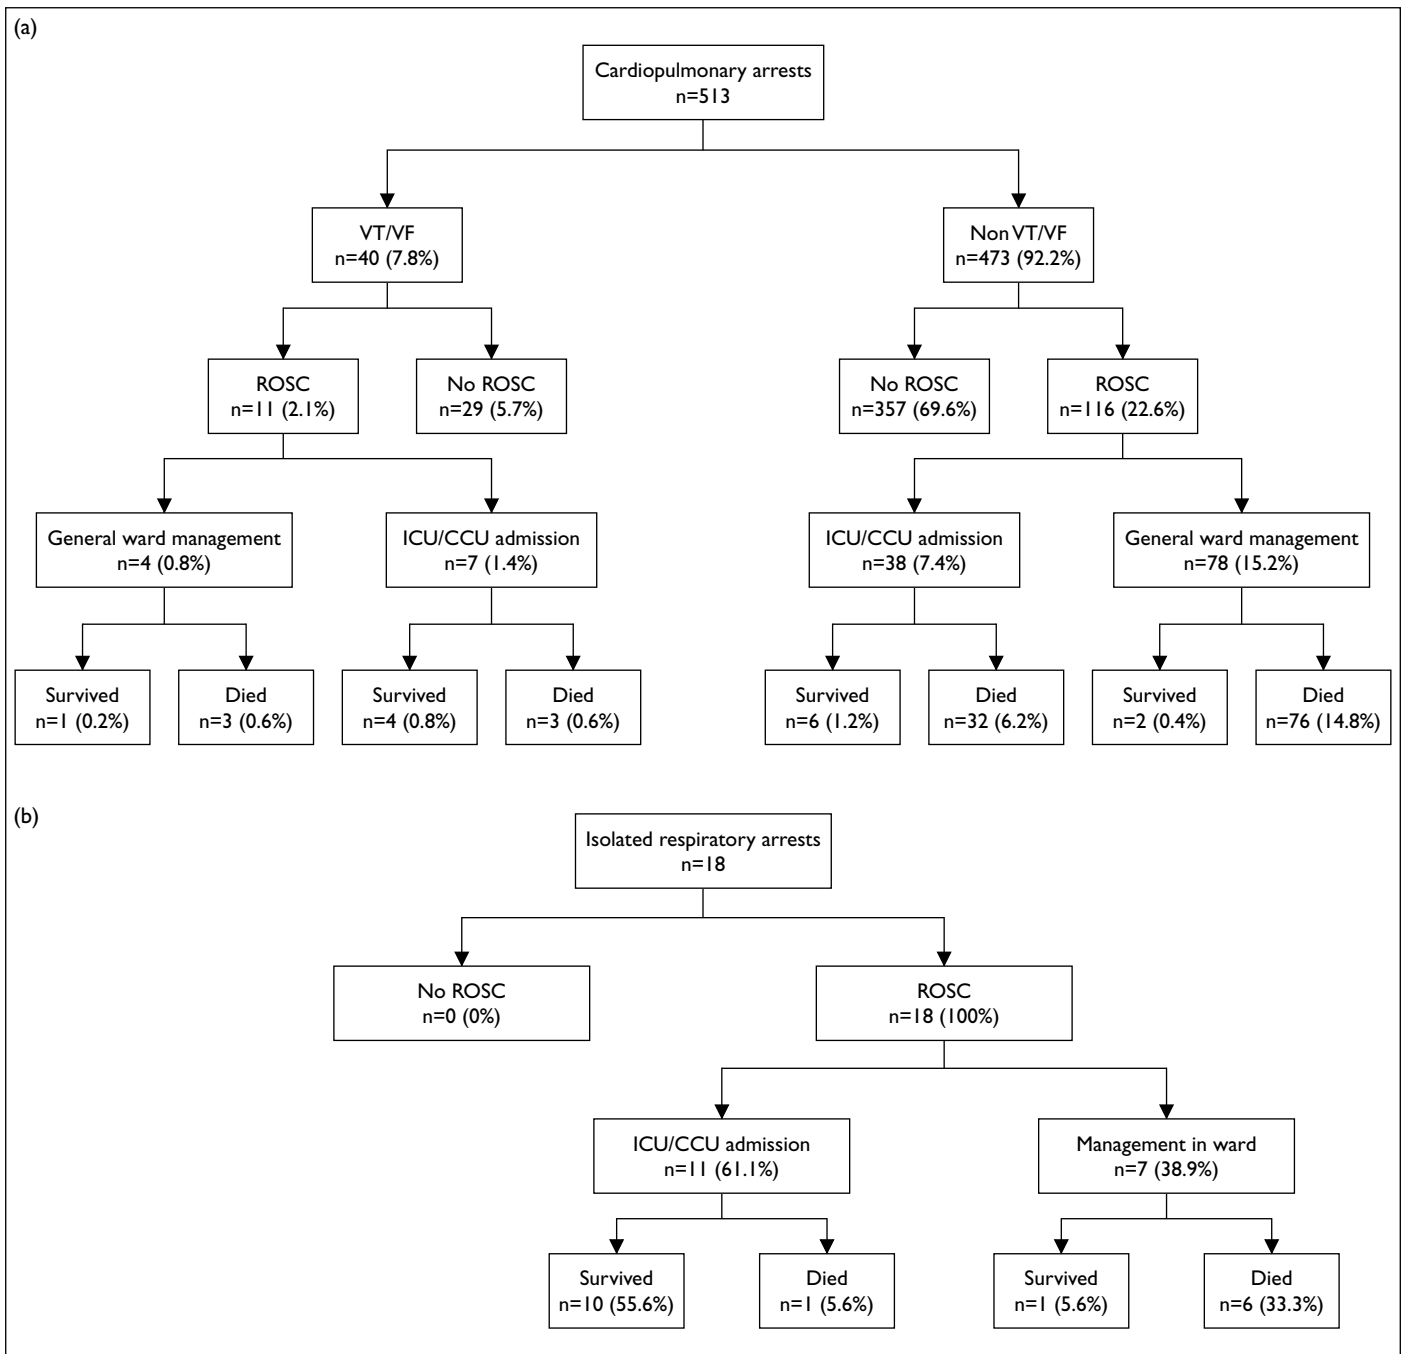 (a)
Cardiopulmonary arrests
n=513
VT/VF
n=40 (7.8%)
Non VT/VF
n=473 (92.2%)
ROSC
n=11 (2.1%)
No ROSC
n=29 (5.7%)
No ROSC
n=357 (69.6%)
ROSC
n=116 (22.6%)
General ward management
n=4 (0.8%)
ICU/CCU admission
n=7 (1.4%)
ICU/CCU admission
n=38 (7.4%)
General ward management
n=78 (15.2%)
Survived
n=1 (0.2%)
Died
n=3 (0.6%)
Survived
n=4 (0.8%)
Died
n=3 (0.6%)
Survived
n=6 (1.2%)
Died
n=32 (6.2%)
Survived
n=2 (0.4%)
Died
n=76 (14.8%)
(b)
Isolated respiratory arrests
n=18
No ROSC
n=0 (0%)
ROSC
n=18 (100%)
ICU/CCU admission
n=11 (61.1%)
Management in ward
n=7 (38.9%)
Survived
n=10 (55.6%)
Died
n=1 (5.6%)
Survived
n=1 (5.6%)
Died
n=6 (33.3%)